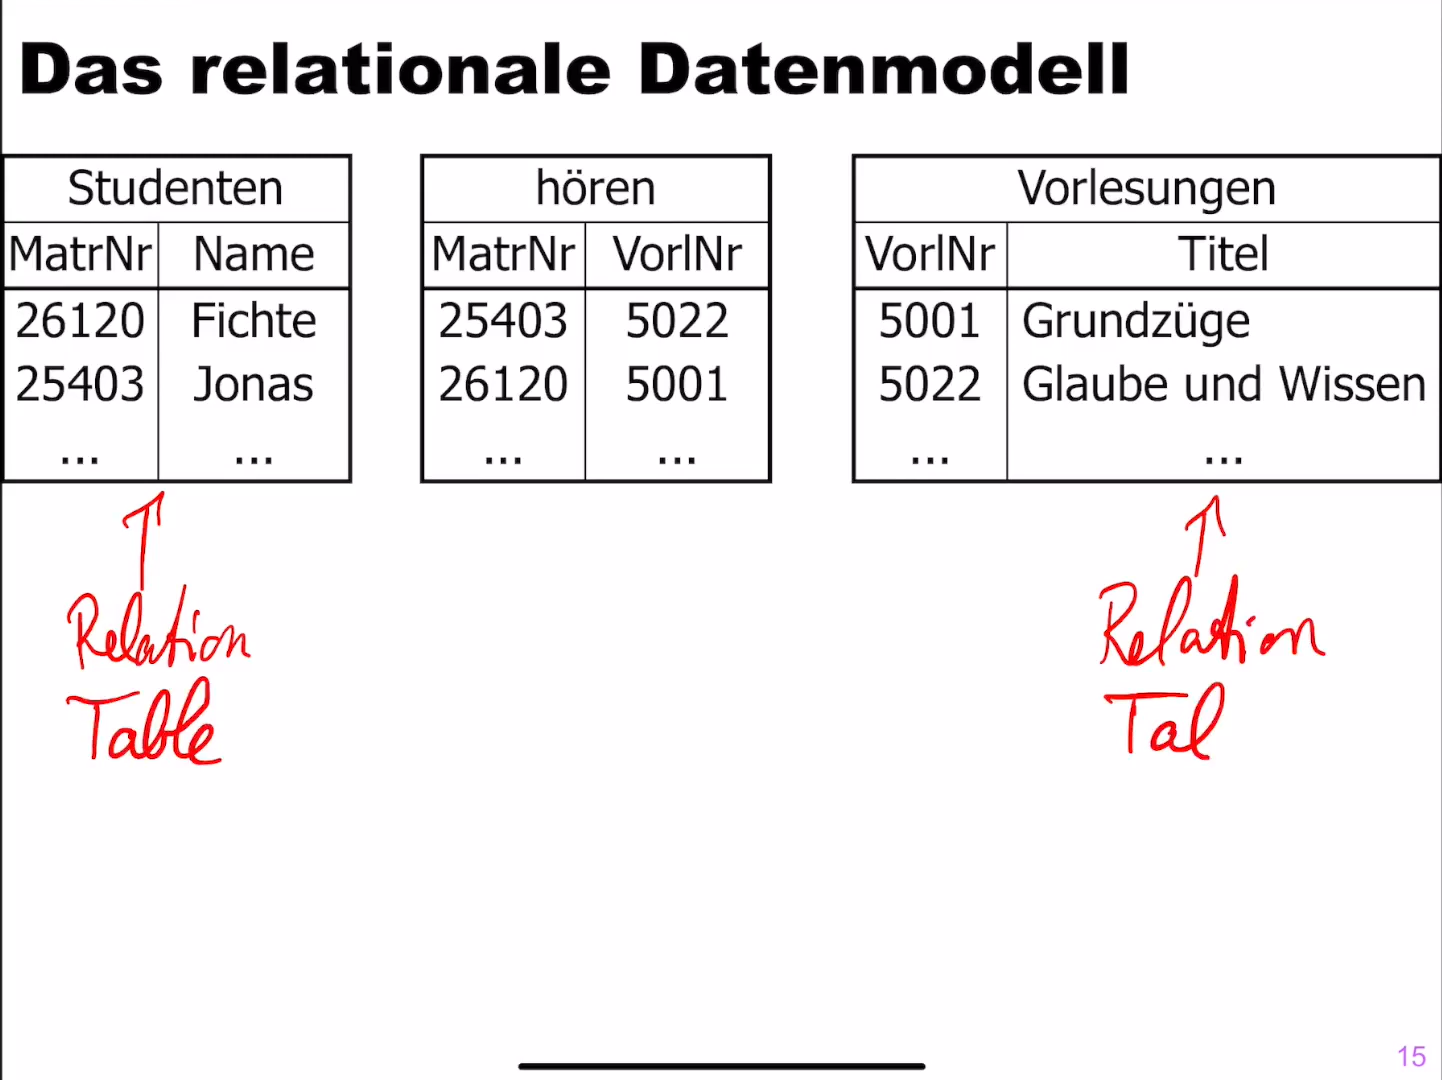 Das relationale Datenmodell
Studenten
MatrNr Name
26120 Fichte
25403 Jonas
... ...
hören
MatrNr VorlNr
25403 5022
26120 5001
... ...
Vorlesungen
VorlNr Titel
5001 Grundzüge
5022 Glaube und Wissen
... ...
Relation
Table
Relation
Tal
15